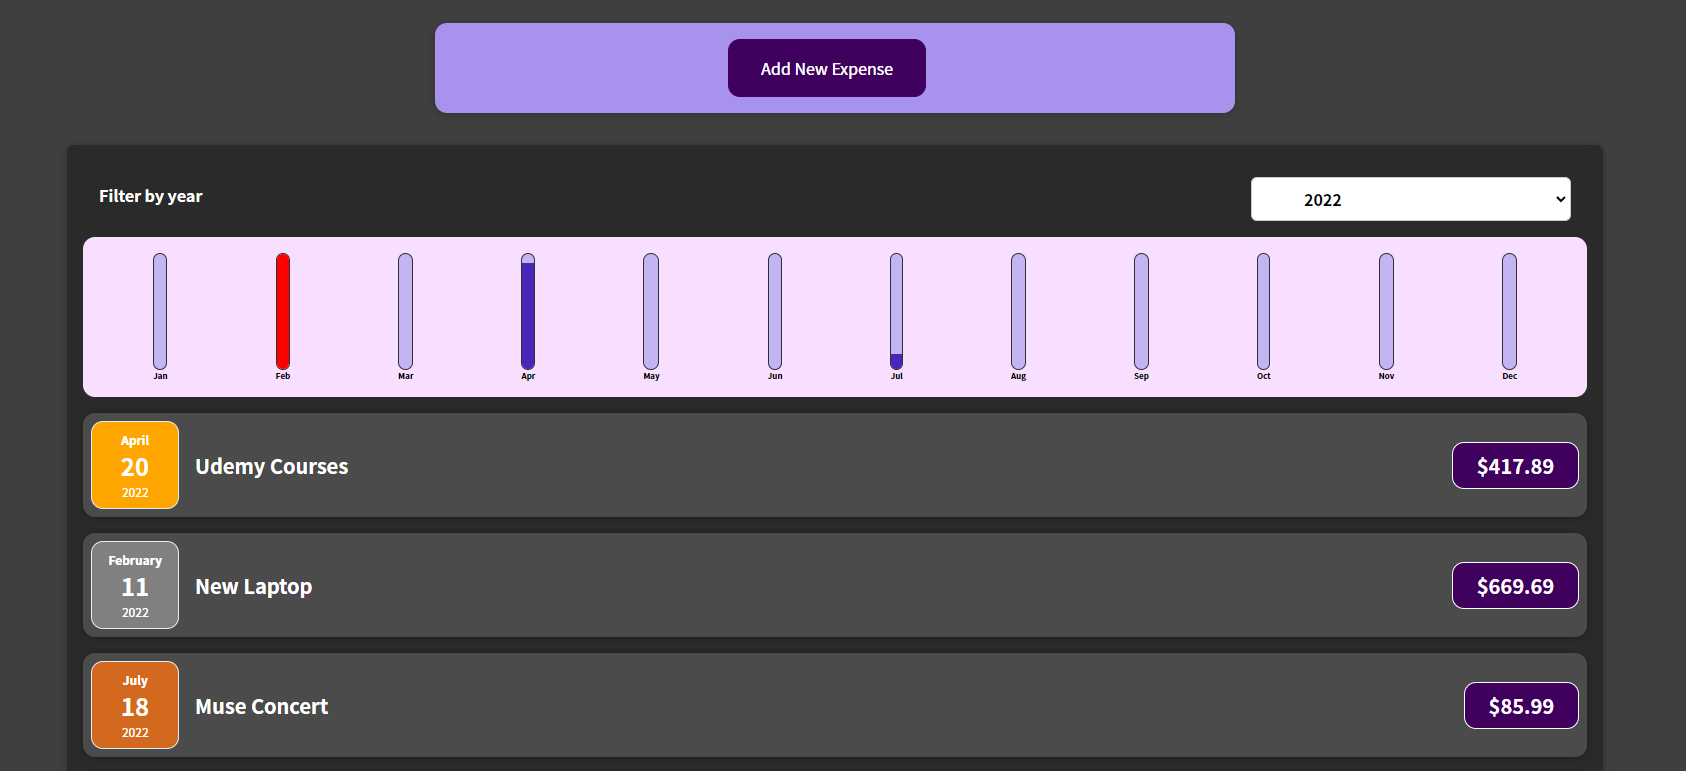 Add New Expense
Filter by year
2022
Jan Feb Mar Apr May Jun Jul Aug Sep Oct Nov Dec
April
20
2022
Udemy Courses
$417.89
February
11
2022
New Laptop
$669.69
July
18
2022
Muse Concert
$85.99